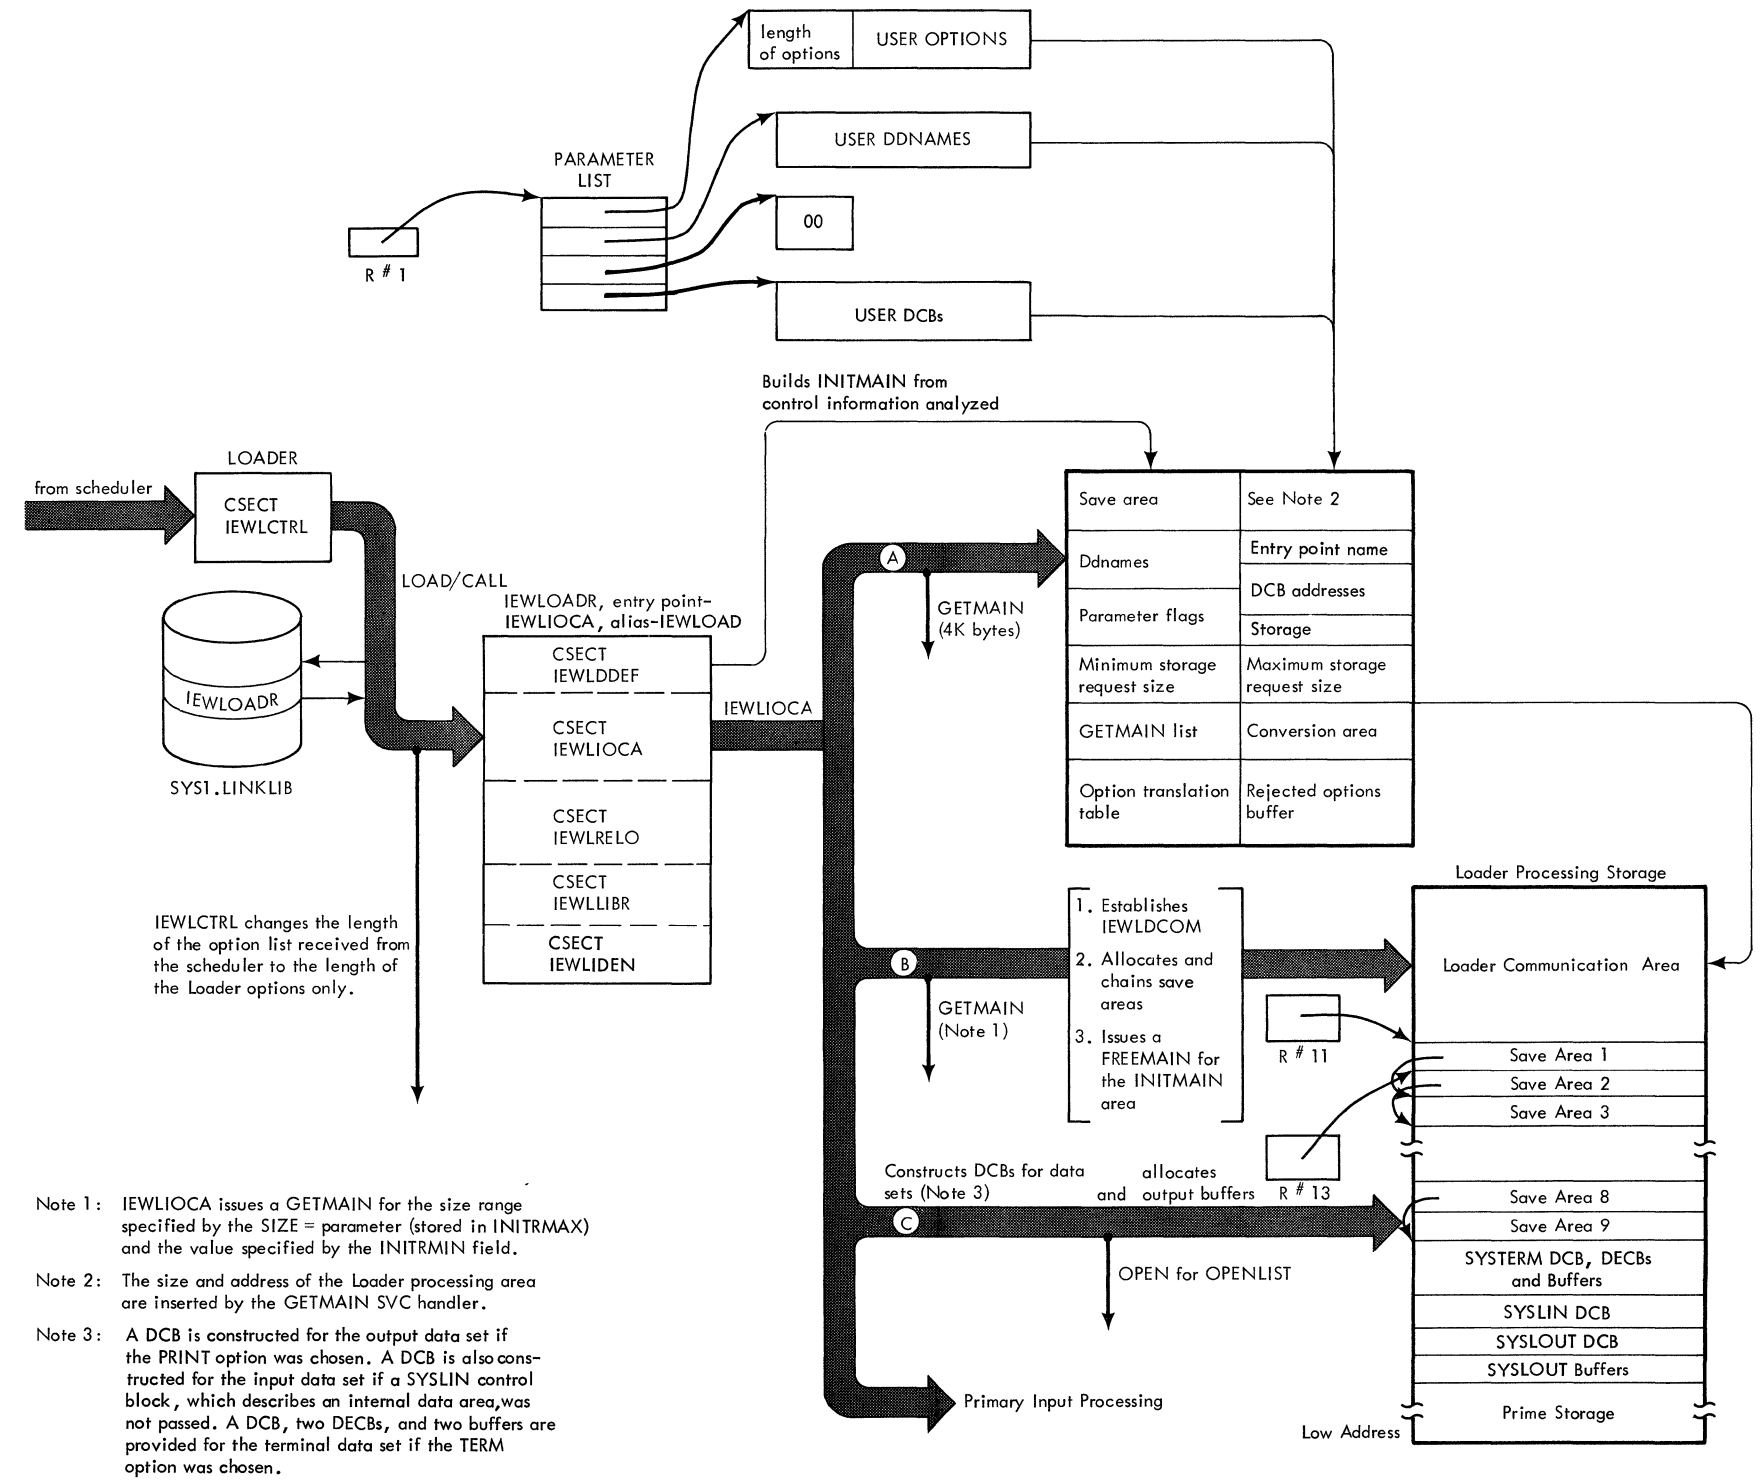 length
of options
USER OPTIONS
USER DDNAMES
PARAMETER
LIST
00
R # 1
USER DCBs
Builds INITMAIN from
control information analyzed
LOADER
from scheduler
CSECT
IEWLCTRL
LOAD/CALL
IEWLOADR, entry point-
IEWLIOCA, alias-IEWLOAD
IEWLOADR
SYS1.LINKLIB
CSECT
IEWLDDEF
CSECT
IEWLIOCA
CSECT
IEWLRELO
CSECT
IEWLLIBR
CSECT
IEWLIDEN
IEWLIOCA
IEWLCTRL changes the length
of the option list received from
the scheduler to the length of
the Loader options only.
A
GETMAIN
(4K bytes)
Save area
See Note 2
Ddnames
Entry point name
DCB addresses
Parameter flags
Storage
Minimum storage
request size
Maximum storage
request size
GETMAIN list
Conversion area
Option translation
table
Rejected options
buffer
B
GETMAIN
(Note 1)
1. Establishes
IEWLDCOM
2. Allocates and
chains save
areas
3. Issues a
FREEMAIN for
the INITMAIN
area
Loader Processing Storage
Loader Communication Area
R # 11
Save Area 1
Save Area 2
Save Area 3
R # 13
Constructs DCBs for data
sets (Note 3)
and
allocates
output buffers
C
OPEN for OPENLIST
Save Area 8
Save Area 9
SYSTERM DCB, DECBs
and Buffers
SYSLIN DCB
SYSLOUT DCB
SYSLOUT Buffers
Prime Storage
Low Address
Primary Input Processing
Note 1: IEWLIOCA issues a GETMAIN for the size range
specified by the SIZE = parameter (stored in INITRMAX)
and the value specified by the INITRMIN field.
Note 2: The size and address of the Loader processing area
are inserted by the GETMAIN SVC handler.
Note 3: A DCB is constructed for the output data set if
the PRINT option was chosen. A DCB is also cons-
tructed for the input data set if a SYSLIN control
block, which describes an internal data area,was
not passed. A DCB, two DECBs, and two buffers are
provided for the terminal data set if the TERM
option was chosen.